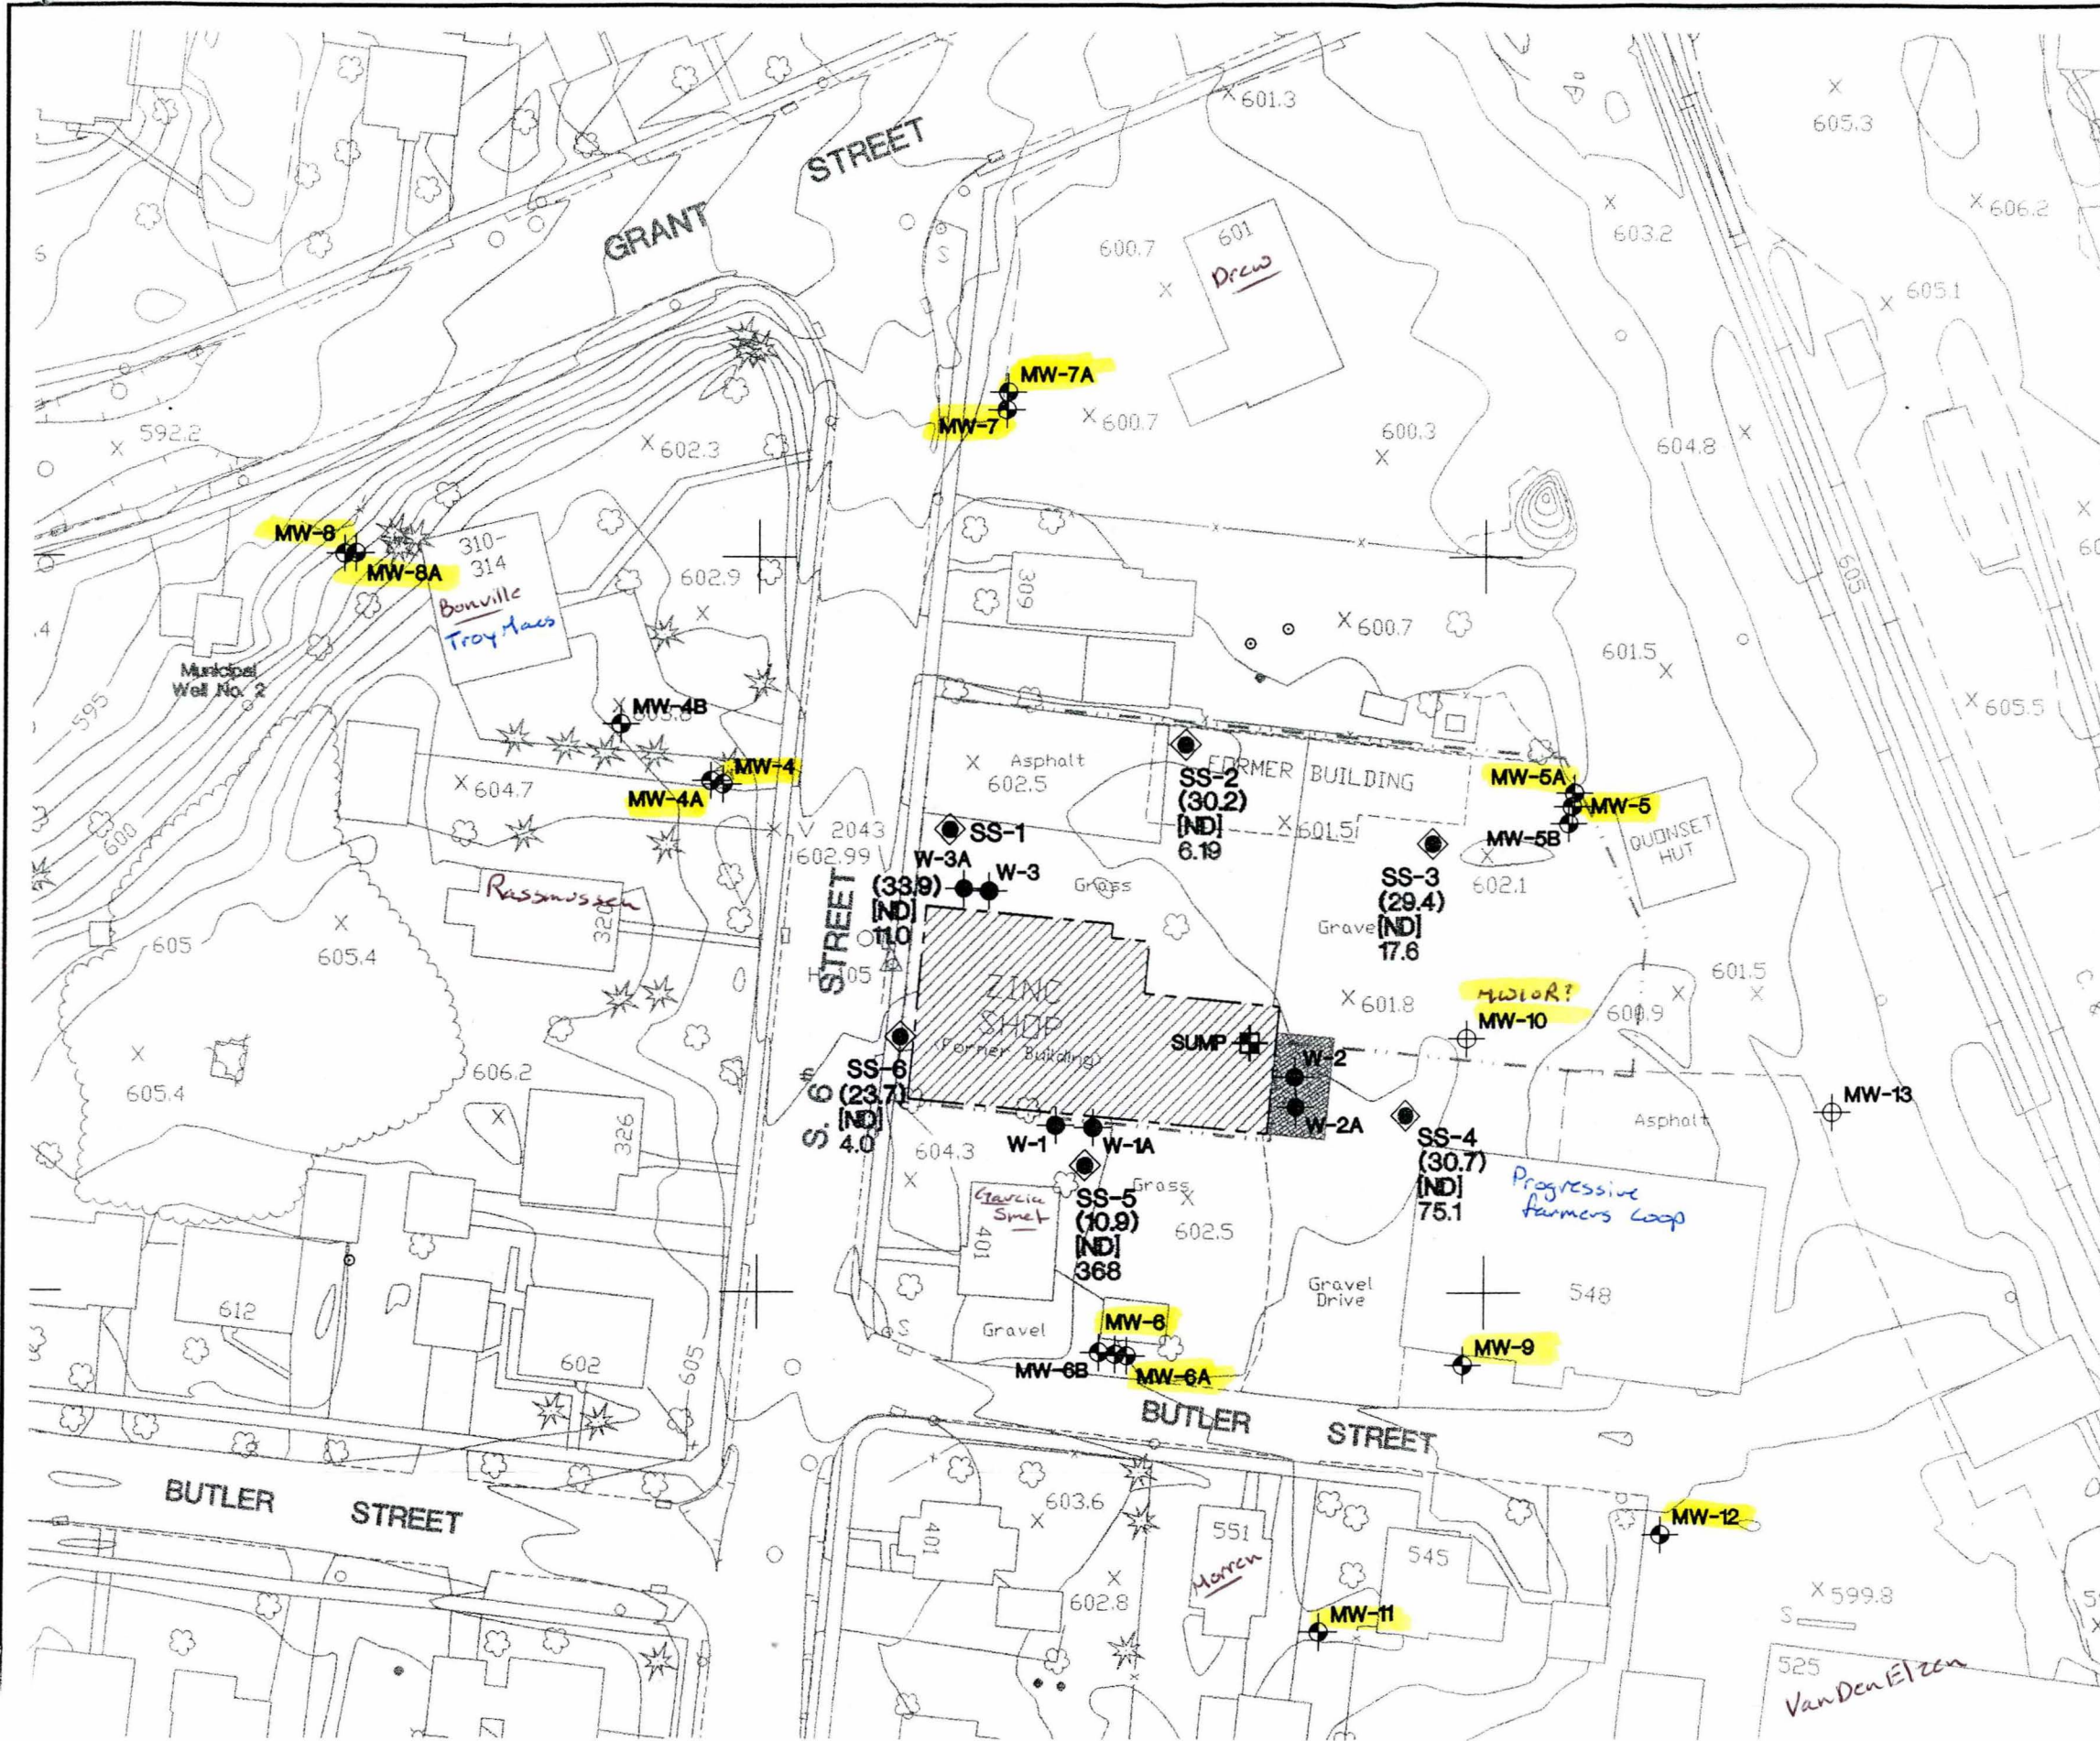 601.3
605.3
STREET
606.2
603.2
GRANT
600.7
601
Drew
605.1
S
MW-7A
MW-7
600.7
600.3
592.2
602.3
604.8
MW-8
MW-8A
310-
314
Bonville
Troy Maes
602.9
309
605
600.7
601.5
Municipal
Well No. 2
595
605.5
MW-4B
MW-4
MW-4A
604.7
Asphalt
602.5
SS-2
(30.2)
[ND]
6.19
FORMER BUILDING
601.5
MW-5A
MW-5
MW-5B
QUONSET
HUT
2043
602.99
600
SS-1
W-3A
W-3
(33.9)
[ND]
11.0
Grass
SS-3
(29.4)
[ND]
17.6
602.1
Gravel
Rassmussen
320
STREET
605
605.4
ZINC
SHOP
(Former Building)
SUMP
601.8
MW10R?
MW-10
600.9
601.5
605.4
606.2
SS-6
(23.7)
[ND]
4.0
S. 6
W-2
W-2A
MW-13
Asphalt
326
604.3
W-1
W-1A
SS-4
(30.7)
[ND]
75.1
Progressive
farmers Coop
Garcia
Smet
401
SS-5
(10.9)
[ND]
368
Grass
602.5
Gravel
Drive
548
612
602
605
S
Gravel
MW-6
MW-6B
MW-6A
MW-9
BUTLER STREET
BUTLER STREET
603.6
401
551
Morren
545
MW-12
602.8
MW-11
599.8
S
525
VanDenElzen